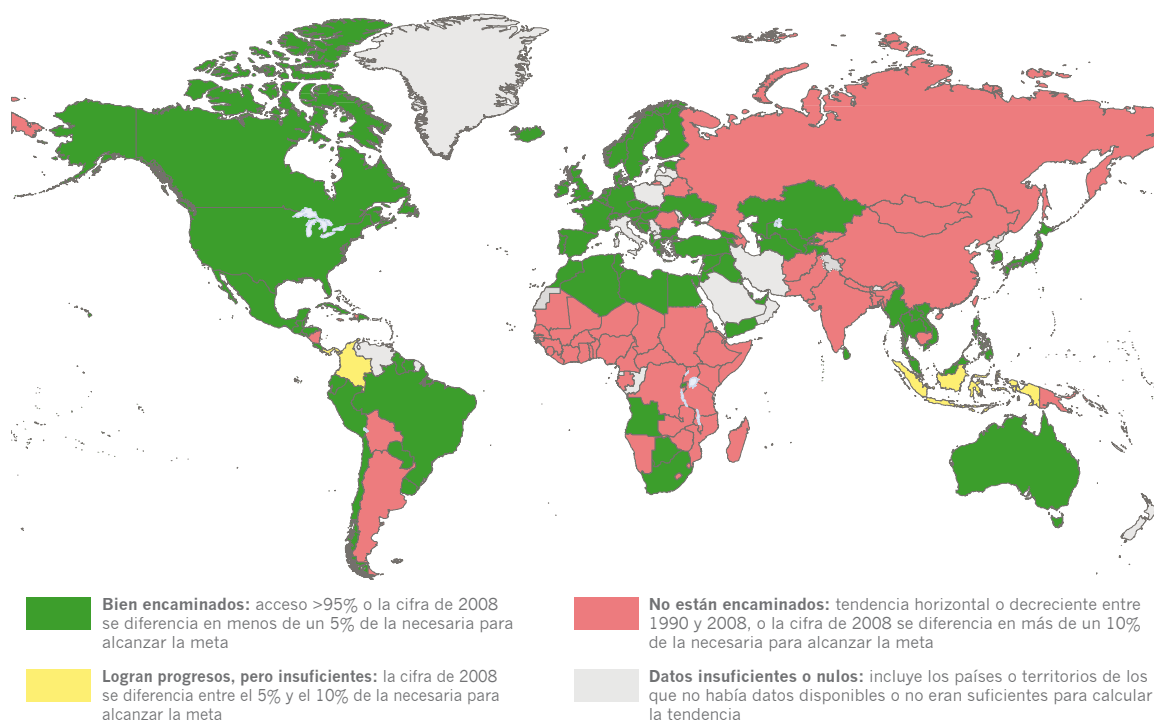 Bien encaminados: acceso >95% o la cifra de 2008
se diferencia en menos de un 5% de la necesaria para
alcanzar la meta
Logran progresos, pero insuficientes: la cifra de 2008
se diferencia entre el 5% y el 10% de la necesaria para
alcanzar la meta
No están encaminados: tendencia horizontal o decreciente entre
1990 y 2008, o la cifra de 2008 se diferencia en más de un 10%
de la necesaria para alcanzar la meta
Datos insuficientes o nulos: incluye los países o territorios de los
que no había datos disponibles o no eran suficientes para calcular
la tendencia